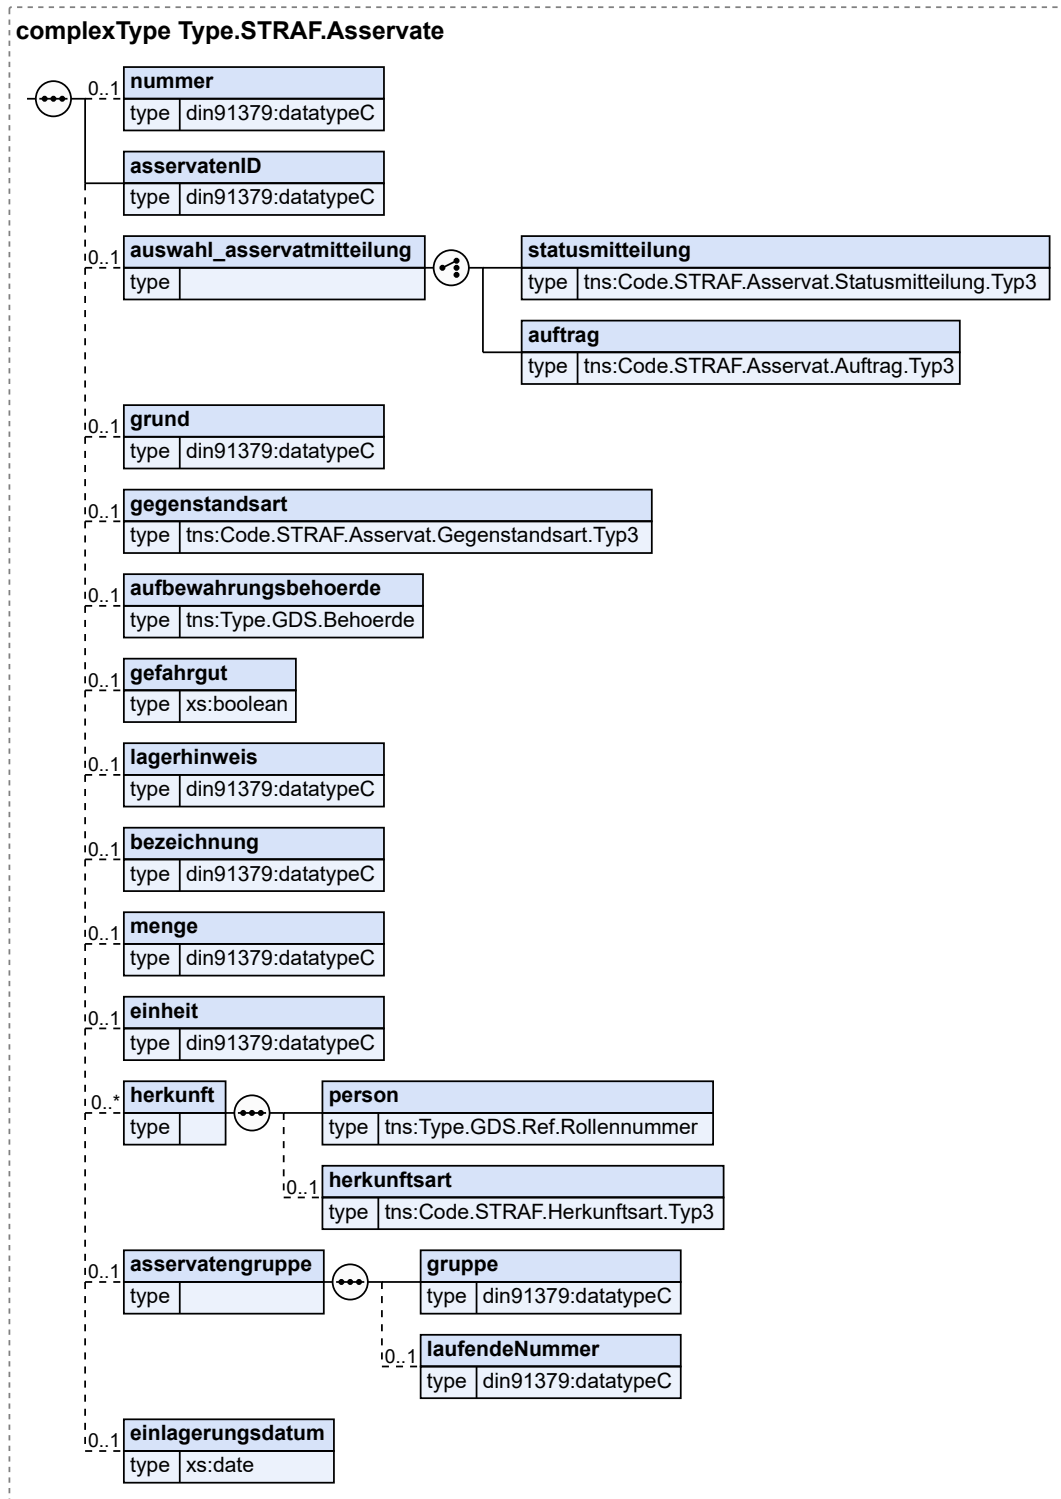 complexType Type.STRAF.Asservate
0..1
nummer
type din91379:datatypeC
asservatenID
type din91379:datatypeC
0..1
auswahl_asservatmitteilung
type
statusmitteilung
type tns:Code.STRAF.Asservat.Statusmitteilung.Typ3
auftrag
type tns:Code.STRAF.Asservat.Auftrag.Typ3
0..1
grund
type din91379:datatypeC
0..1
gegenstandsart
type tns:Code.STRAF.Asservat.Gegenstandsart.Typ3
0..1
aufbewahrungsbehoerde
type tns:Type.GDS.Behoerde
0..1
gefahrgut
type xs:boolean
0..1
lagerhinweis
type din91379:datatypeC
0..1
bezeichnung
type din91379:datatypeC
0..1
menge
type din91379:datatypeC
0..1
einheit
type din91379:datatypeC
0..*
herkunft
type
person
type tns:Type.GDS.Ref.Rollennummer
0..1
herkunftsart
type tns:Code.STRAF.Herkunftsart.Typ3
0..1
asservatengruppe
type
gruppe
type din91379:datatypeC
0..1
laufendeNummer
type din91379:datatypeC
0..1
einlagerungsdatum
type xs:date